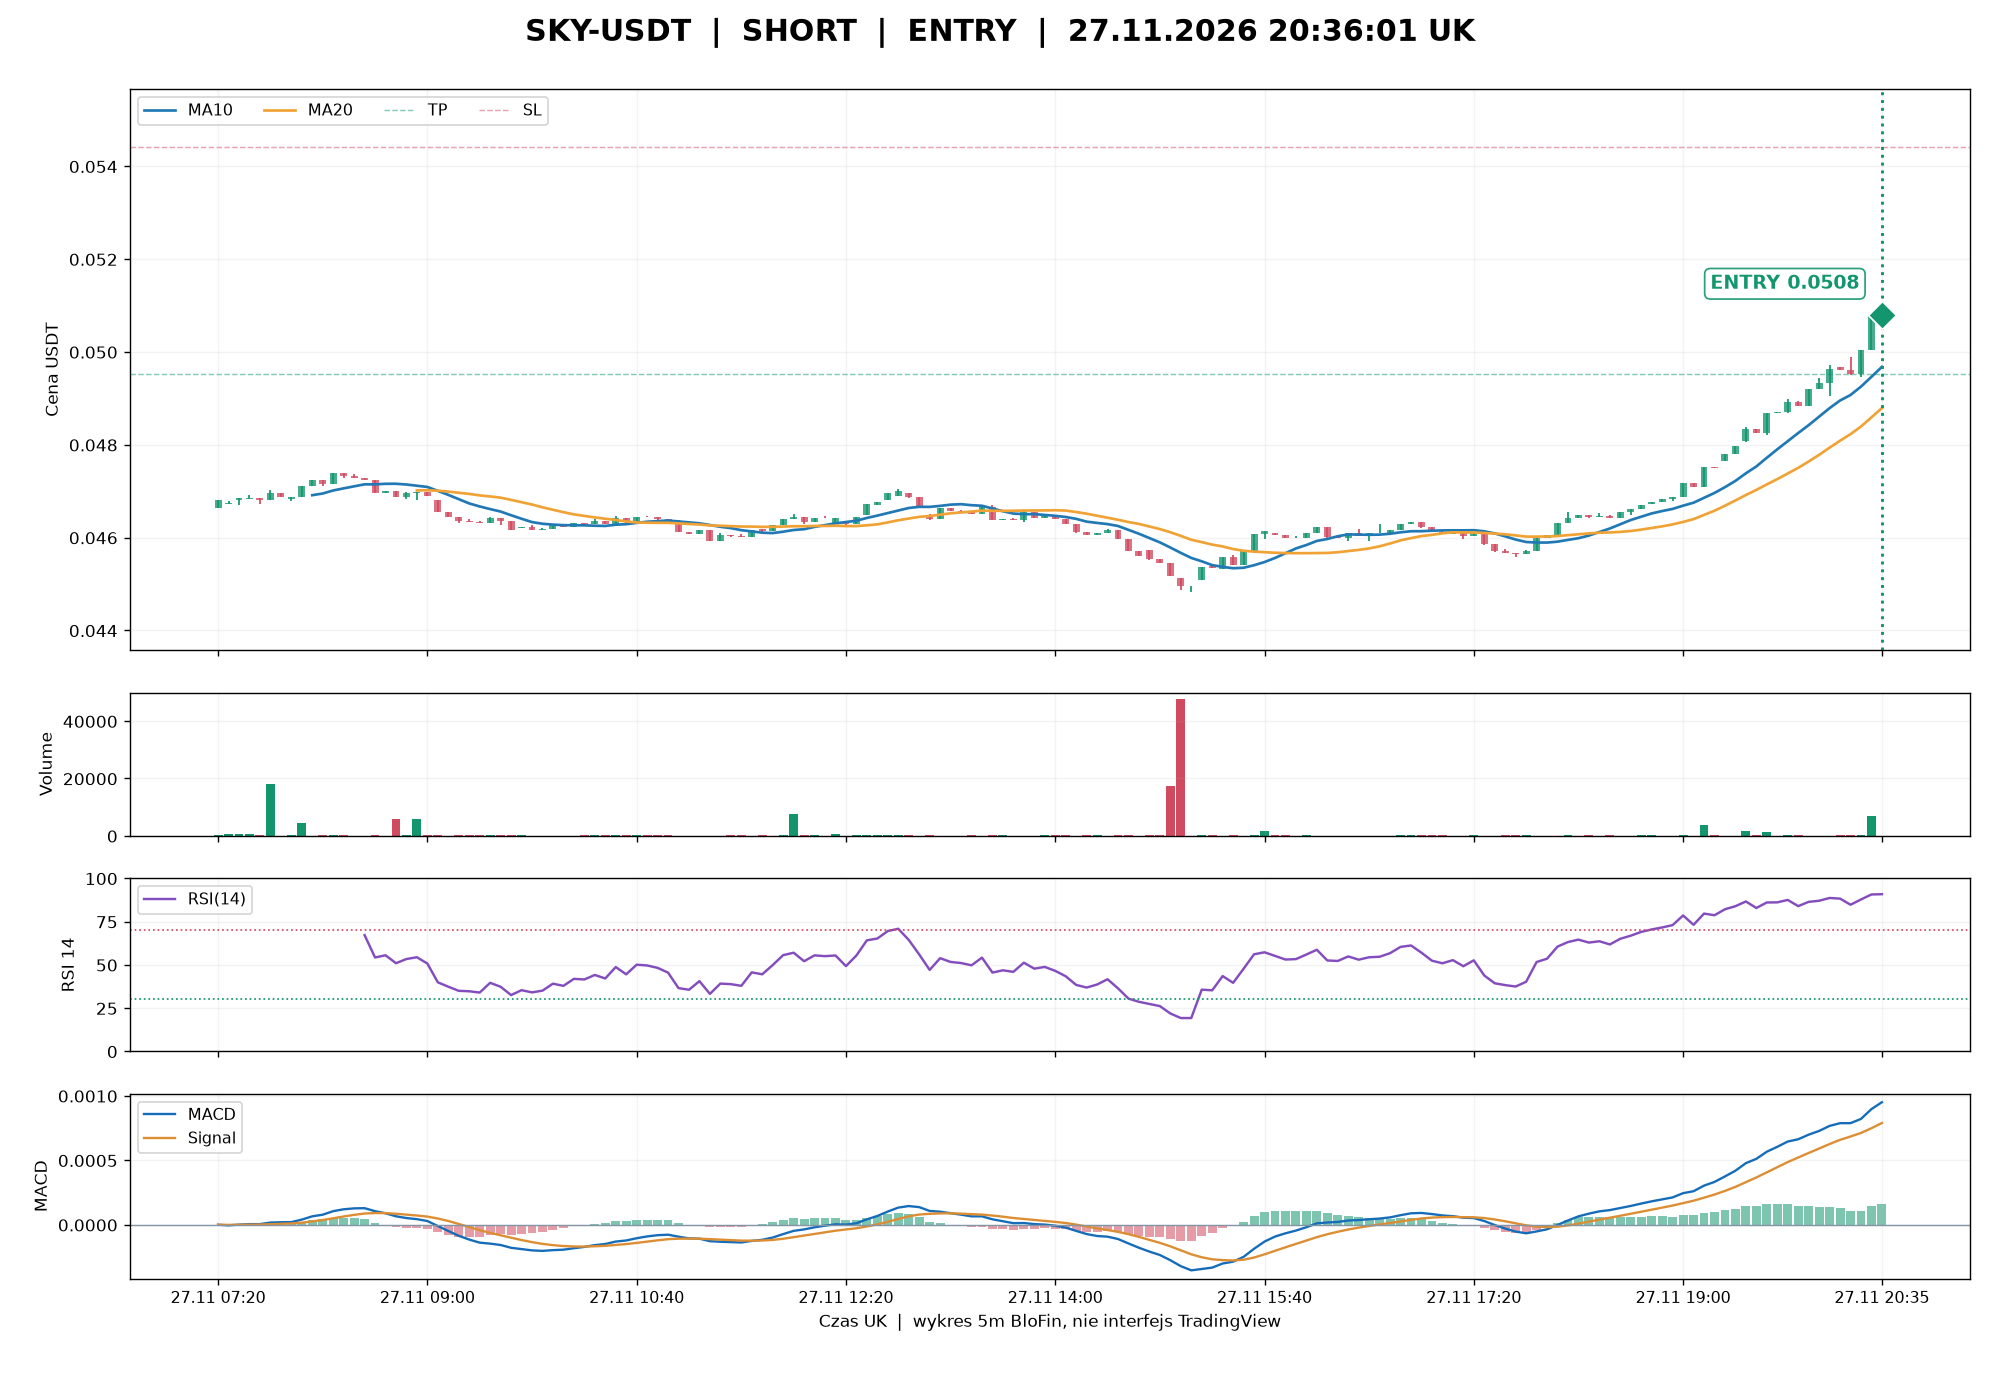 SKY-USDT | SHORT | ENTRY | 27.11.2026 20:36:01 UK
MA10 MA20 TP SL
0.054
0.052
0.050
0.048
0.046
0.044
Cena USDT
ENTRY 0.0508
40000
20000
0
Volume
RSI(14)
100
75
50
25
0
RSI 14
MACD
Signal
0.0010
0.0005
0.0000
MACD
27.11 07:20 27.11 09:00 27.11 10:40 27.11 12:20 27.11 14:00 27.11 15:40 27.11 17:20 27.11 19:00 27.11 20:35
Czas UK | wykres 5m BloFin, nie interfejs TradingView